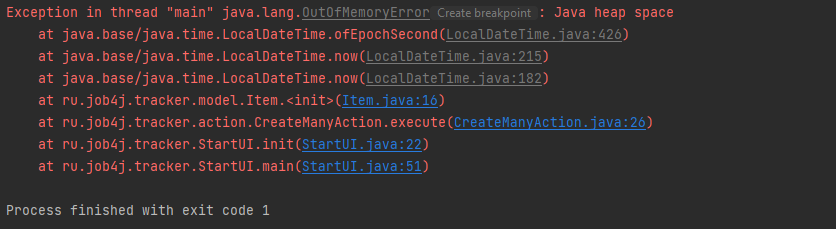 Exception in thread "main" java.lang.OutOfMemoryError Create breakpoint : Java heap space
at java.base/java.time.LocalDateTime.ofEpochSecond(LocalDateTime.java:426)
at java.base/java.time.LocalDateTime.now(LocalDateTime.java:215)
at java.base/java.time.LocalDateTime.now(LocalDateTime.java:182)
at ru.job4j.tracker.model.Item.<init>(Item.java:16)
at ru.job4j.tracker.action.CreateManyAction.execute(CreateManyAction.java:26)
at ru.job4j.tracker.StartUI.init(StartUI.java:22)
at ru.job4j.tracker.StartUI.main(StartUI.java:51)
Process finished with exit code 1